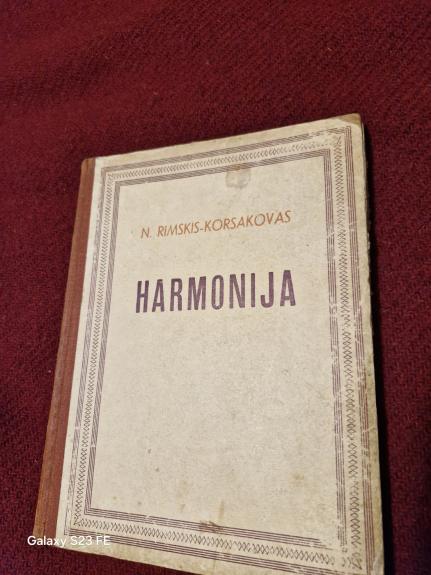 N. RIMSKIS-KORSAKOVAS
HARMONIJA
Galaxy S23 FE